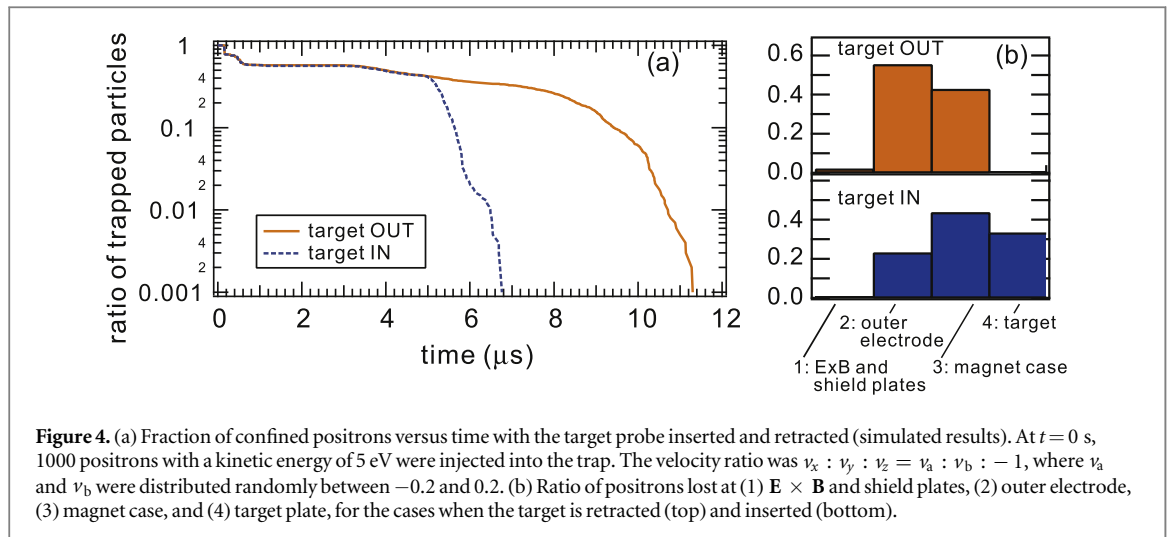 ratio of trapped particles
1
4
2
0.1
4
2
0.01
4
2
0.001
(a)
target OUT
target IN
0 2 4 6 8 10 12
time (μs)
(b)
target OUT
0.6
0.4
0.2
0.0
target IN
0.4
0.2
0.0
2: outer
electrode
4: target
1: ExB and
shield plates
3: magnet case
Figure 4. (a) Fraction of confined positrons versus time with the target probe inserted and retracted (simulated results). At t = 0 s,
1000 positrons with a kinetic energy of 5 eV were injected into the trap. The velocity ratio was νx : νy : νz = νa : νb : − 1, where νa
and νb were distributed randomly between −0.2 and 0.2. (b) Ratio of positrons lost at (1) E × B and shield plates, (2) outer electrode,
(3) magnet case, and (4) target plate, for the cases when the target is retracted (top) and inserted (bottom).